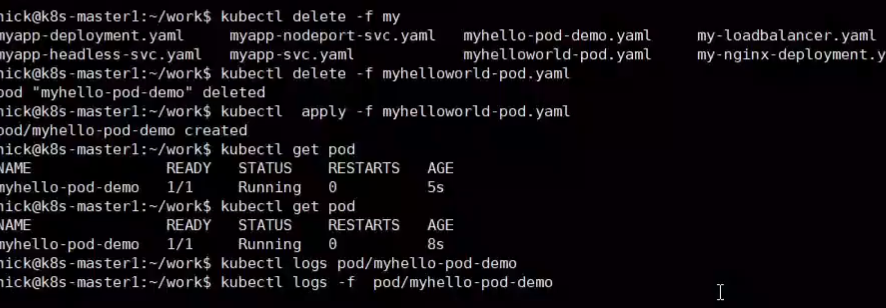 nick@k8s-master1:~/work$ kubectl delete -f my
myapp-deployment.yaml myapp-nodeport-svc.yaml myhello-pod-demo.yaml my-loadbalancer.yaml
myapp-headless-svc.yaml myapp-svc.yaml myhelloworld-pod.yaml my-nginx-deployment.y
nick@k8s-master1:~/work$ kubectl delete -f myhelloworld-pod.yaml
pod "myhello-pod-demo" deleted
nick@k8s-master1:~/work$ kubectl  apply -f myhelloworld-pod.yaml
pod/myhello-pod-demo created
nick@k8s-master1:~/work$ kubectl get pod
NAME READY STATUS RESTARTS AGE
myhello-pod-demo 1/1 Running 0 5s
nick@k8s-master1:~/work$ kubectl get pod
NAME READY STATUS RESTARTS AGE
myhello-pod-demo 1/1 Running 0 8s
nick@k8s-master1:~/work$ kubectl logs pod/myhello-pod-demo
nick@k8s-master1:~/work$ kubectl logs -f  pod/myhello-pod-demo